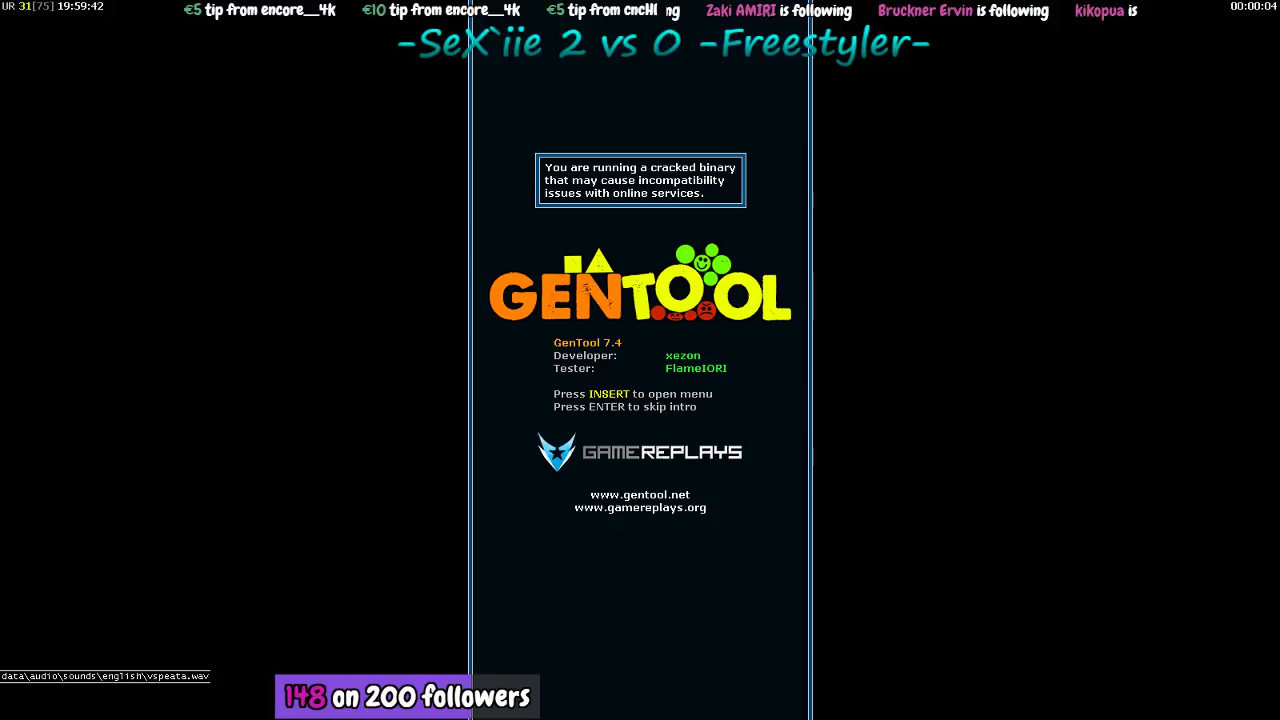 UR 31[75] 19:59:42
€5 tip from encore__4k €10 tip from encore__4k €5 tip from cncHl ng Zaki AMIRI is following Bruckner Ervin is following kikopua is
00:00:04
-SeX`iie 2 vs 0 -Freestyler-
You are running a cracked binary
that may cause incompatibility
issues with online services.
GENTOOL
GenTool 7.4
Developer: xezon
Tester: FlameIORI
Press INSERT to open menu
Press ENTER to skip intro
GAMEREPLAYS
www.gentool.net
www.gamereplays.org
data\audio\sounds\english\vspeata.wav
148 on 200 followers